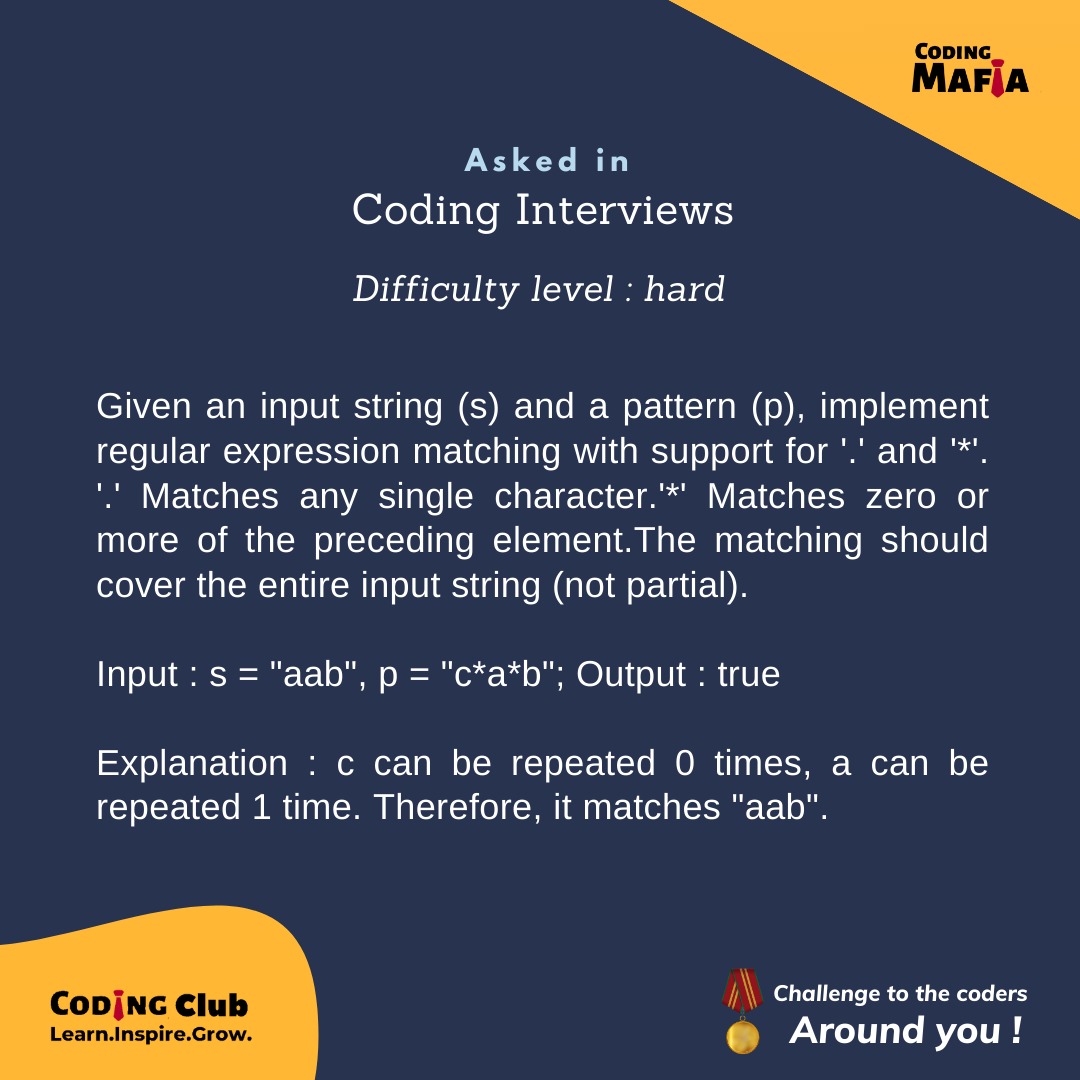 CODING
MAFIA
Asked in
Coding Interviews
Difficulty level : hard
Given an input string (s) and a pattern (p), implement
regular expression matching with support for '.' and '*'.
'.' Matches any single character.'*' Matches zero or
more of the preceding element.The matching should
cover the entire input string (not partial).
Input : s = "aab", p = "c*a*b"; Output : true
Explanation : c can be repeated 0 times, a can be
repeated 1 time. Therefore, it matches "aab".
CODING Club
Learn.Inspire.Grow.
Challenge to the coders
Around you !